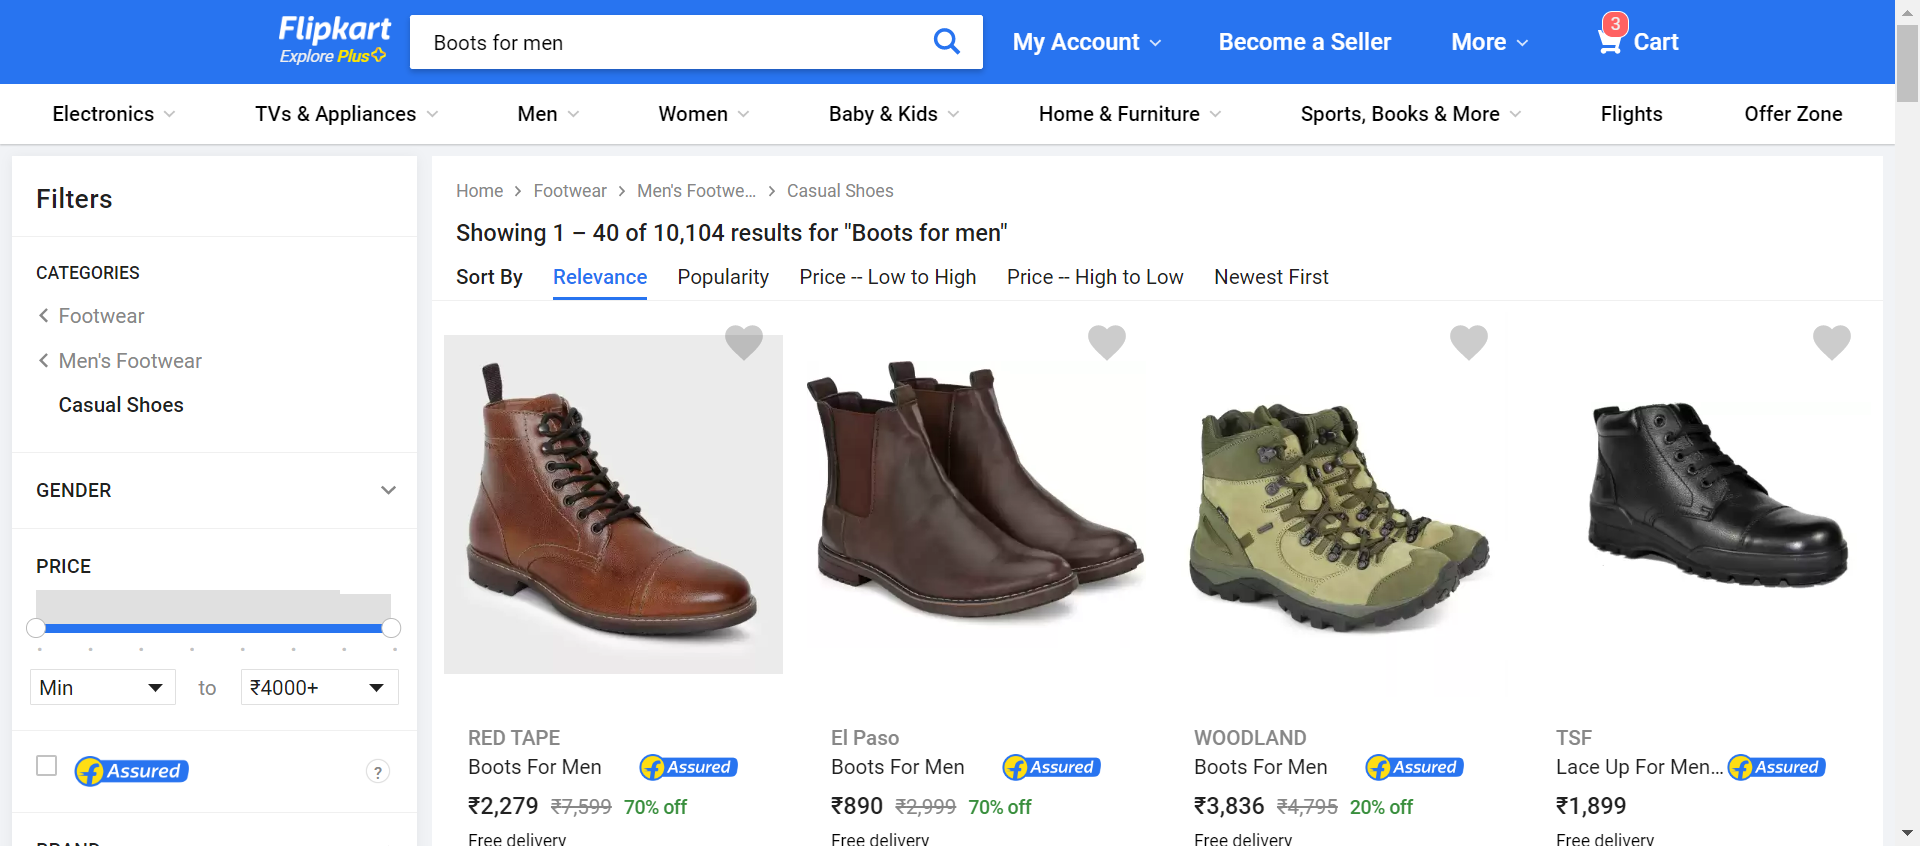 Flipkart
Explore Plus
Boots for men
My Account
Become a Seller
More
3
Cart
Electronics
TVs & Appliances
Men
Women
Baby & Kids
Home & Furniture
Sports, Books & More
Flights
Offer Zone
Filters
CATEGORIES
Footwear
Men's Footwear
Casual Shoes
GENDER
PRICE
Min
to
₹4000+
Assured
?
Home
Footwear
Men's Footwe...
Casual Shoes
Showing 1 – 40 of 10,104 results for "Boots for men"
Sort By
Relevance
Popularity
Price -- Low to High
Price -- High to Low
Newest First
RED TAPE
Boots For Men
Assured
₹2,279 ₹7,599 70% off
Free delivery
El Paso
Boots For Men
Assured
₹890 ₹2,999 70% off
Free delivery
WOODLAND
Boots For Men
Assured
₹3,836 ₹4,795 20% off
Free delivery
TSF
Lace Up For Men...
Assured
₹1,899
Free delivery